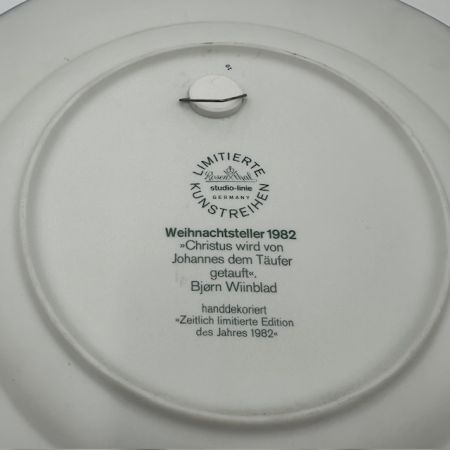 LIMITIERTE
Rosenthal
studio-linie
GERMANY
KUNSTREIHEN
Weihnachtsteller 1982
»Christus wird von
Johannes dem Täufer
getauft«.
Bjørn Wiinblad
handdekoriert
»Zeitlich limitierte Edition
des Jahres 1982«